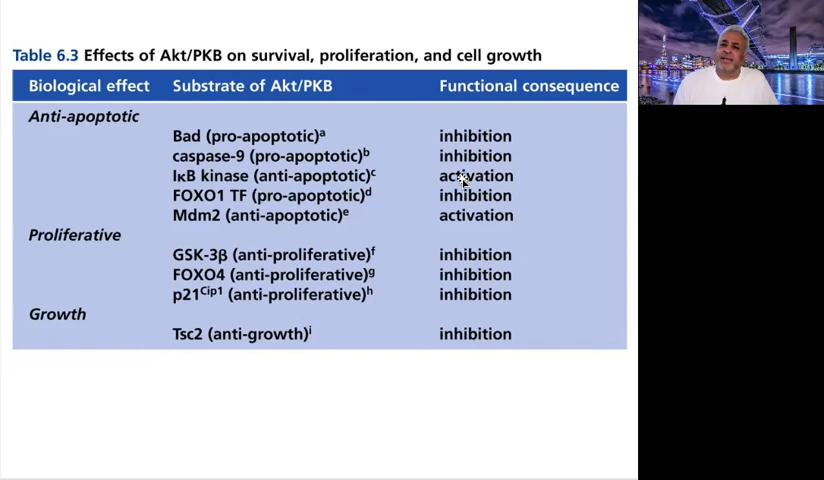 Table 6.3 Effects of Akt/PKB on survival, proliferation, and cell growth
Biological effect Substrate of Akt/PKB Functional consequence
Anti-apoptotic
Bad (pro-apoptotic)ᵃ inhibition
caspase-9 (pro-apoptotic)ᵇ inhibition
IκB kinase (anti-apoptotic)ᶜ activation
FOXO1 TF (pro-apoptotic)ᵈ inhibition
Mdm2 (anti-apoptotic)ᵉ activation
Proliferative
GSK-3β (anti-proliferative)ᶠ inhibition
FOXO4 (anti-proliferative)ᵍ inhibition
p21ᶜⁱᵖ¹ (anti-proliferative)ʰ inhibition
Growth
Tsc2 (anti-growth)ⁱ inhibition